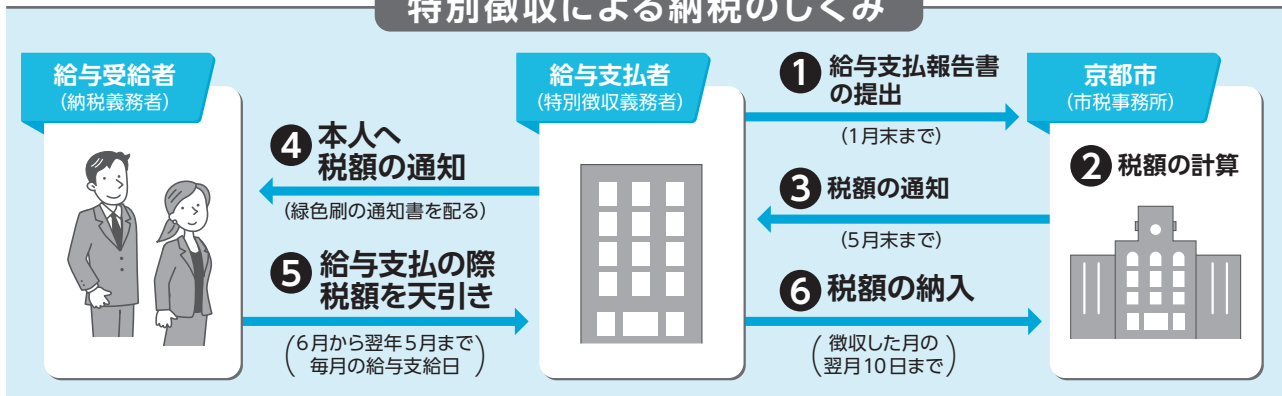 特別徴収による納税のしくみ
給与受給者
(納税義務者)
給与支払者
(特別徴収義務者)
❶ 給与支払報告書
の提出
(1月末まで)
京都市
(市税事務所)
❹ 本人へ
税額の通知
(緑色刷の通知書を配る)
❸ 税額の通知
(5月末まで)
❷ 税額の計算
❺ 給与支払の際
税額を天引き
(6月から翌年5月まで
毎月の給与支給日)
❻ 税額の納入
(徴収した月の
翌月10日まで)